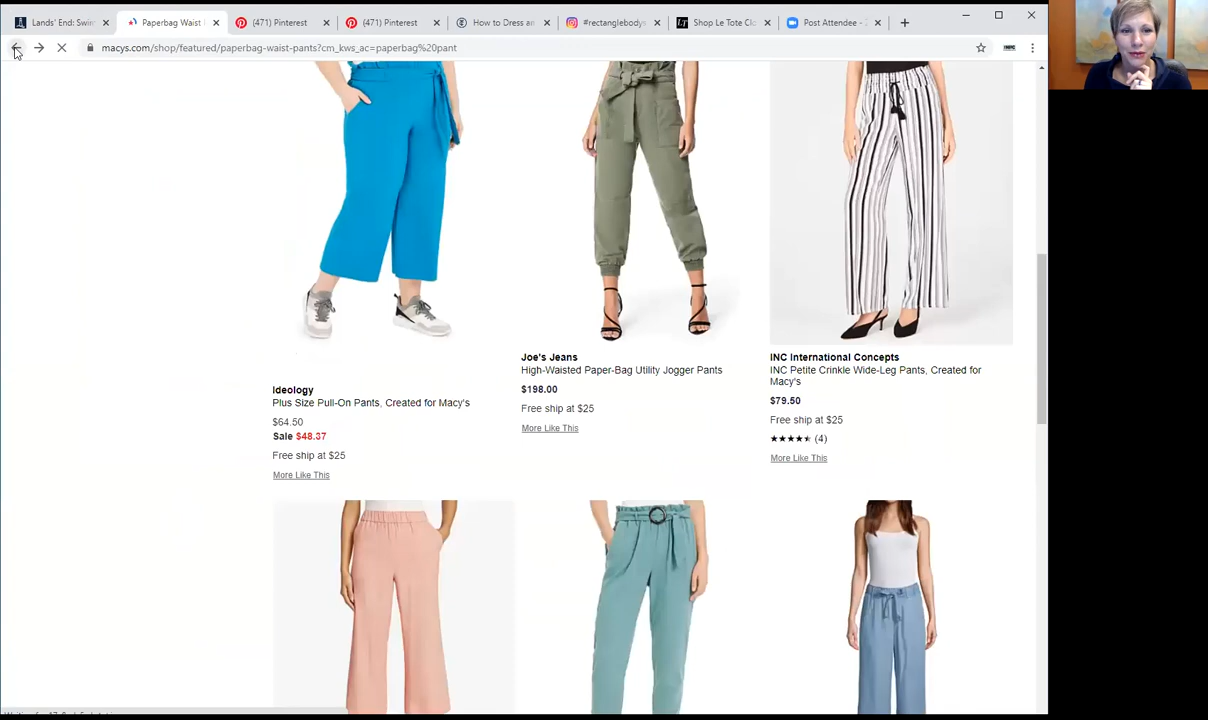 Lands' End: Swim
Paperbag Waist
(471) Pinterest
(471) Pinterest
How to Dress an
#rectanglebodys
Shop Le Tote Clo
Post Attendee - Z
macys.com/shop/featured/paperbag-waist-pants?cm_kws_ac=paperbag%20pant
Ideology
Plus Size Pull-On Pants, Created for Macy's
$64.50
Sale $48.37
Free ship at $25
More Like This
Joe's Jeans
High-Waisted Paper-Bag Utility Jogger Pants
$198.00
Free ship at $25
More Like This
INC International Concepts
INC Petite Crinkle Wide-Leg Pants, Created for
Macy's
$79.50
Free ship at $25
(4)
More Like This